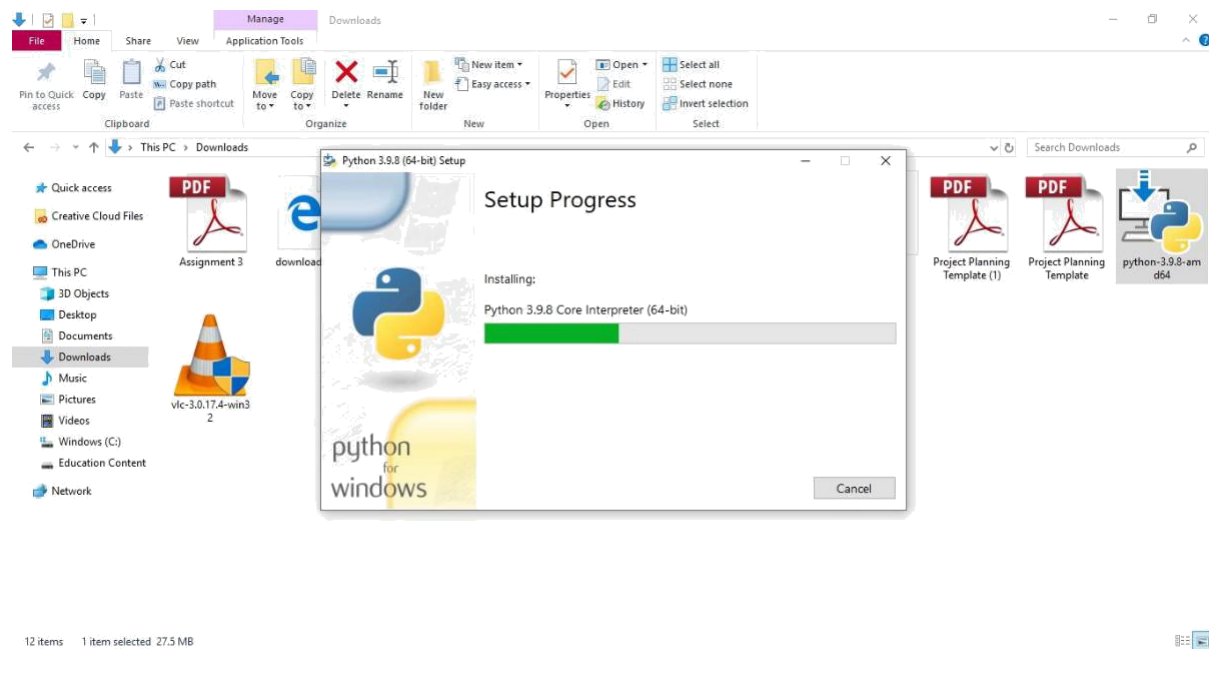 Manage
Downloads
File
Home
Share
View
Application Tools
Pin to Quick access
Copy
Paste
Cut
Copy path
Paste shortcut
Clipboard
Move to
Copy to
Delete
Rename
Organize
New folder
New item
Easy access
New
Properties
Open
Edit
History
Open
Select all
Select none
Invert selection
Select
This PC > Downloads
Search Downloads
Quick access
Creative Cloud Files
OneDrive
This PC
3D Objects
Desktop
Documents
Downloads
Music
Pictures
Videos
Windows (C:)
Education Content
Network
PDF
Assignment 3
download
vlc-3.0.17.4-win3
2
Python 3.9.8 (64-bit) Setup
Setup Progress
Installing:
Python 3.9.8 Core Interpreter (64-bit)
python
for
windows
Cancel
PDF
Project Planning
Template (1)
PDF
Project Planning
Template
python-3.9.8-am
d64
12 items
1 item selected 27.5 MB